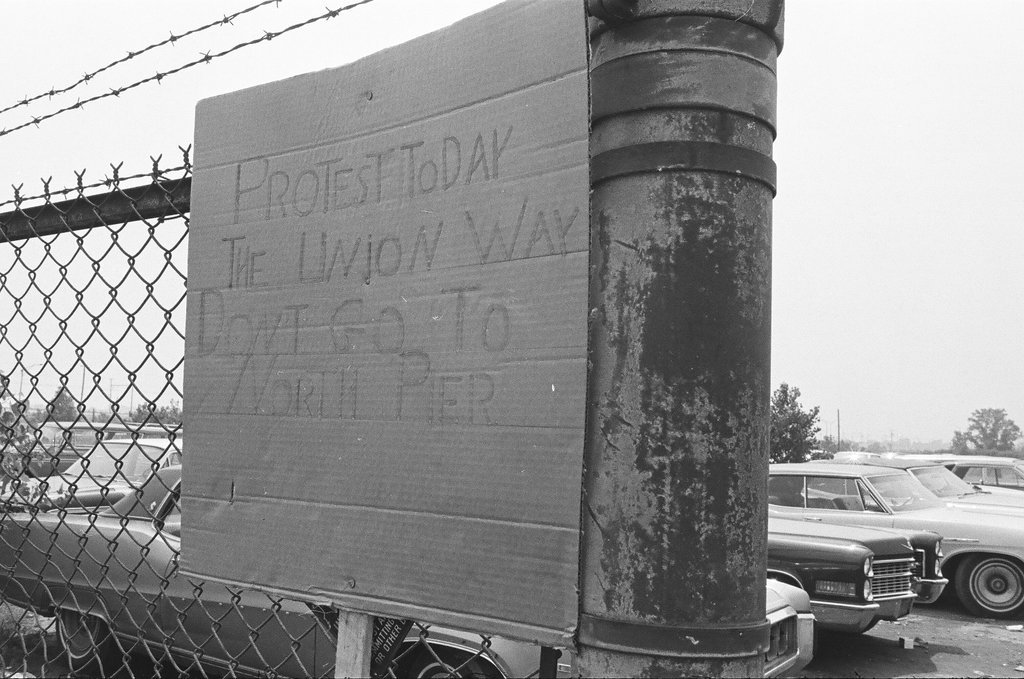 PROTEST TODAY
THE UNION WAY
DON'T GO TO
NORTH PIER